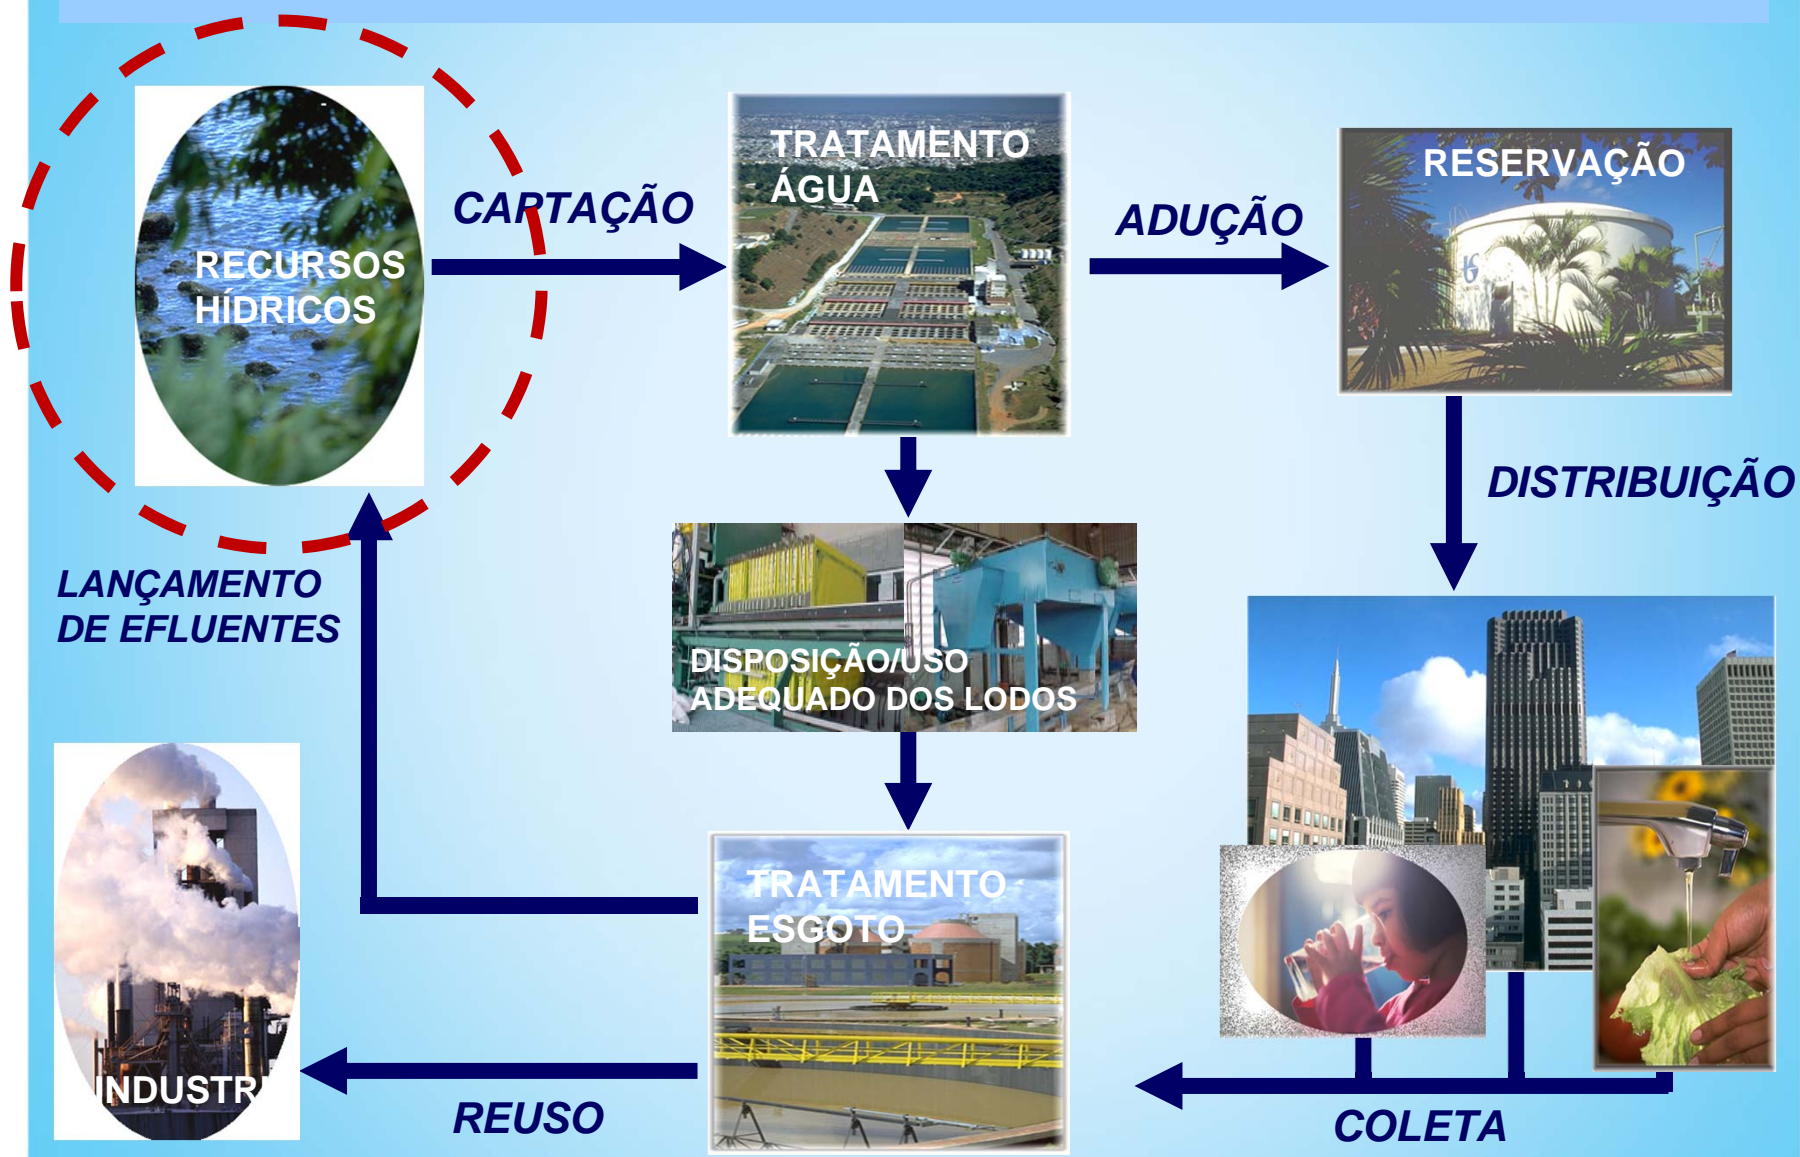 TRATAMENTO
ÁGUA
RESERVAÇÃO
CAPTAÇÃO
ADUÇÃO
RECURSOS
HÍDRICOS
DISTRIBUIÇÃO
LANÇAMENTO
DE EFLUENTES
DISPOSIÇÃO/USO
ADEQUADO DOS LODOS
TRATAMENTO
ESGOTO
INDUSTRI
REUSO
COLETA